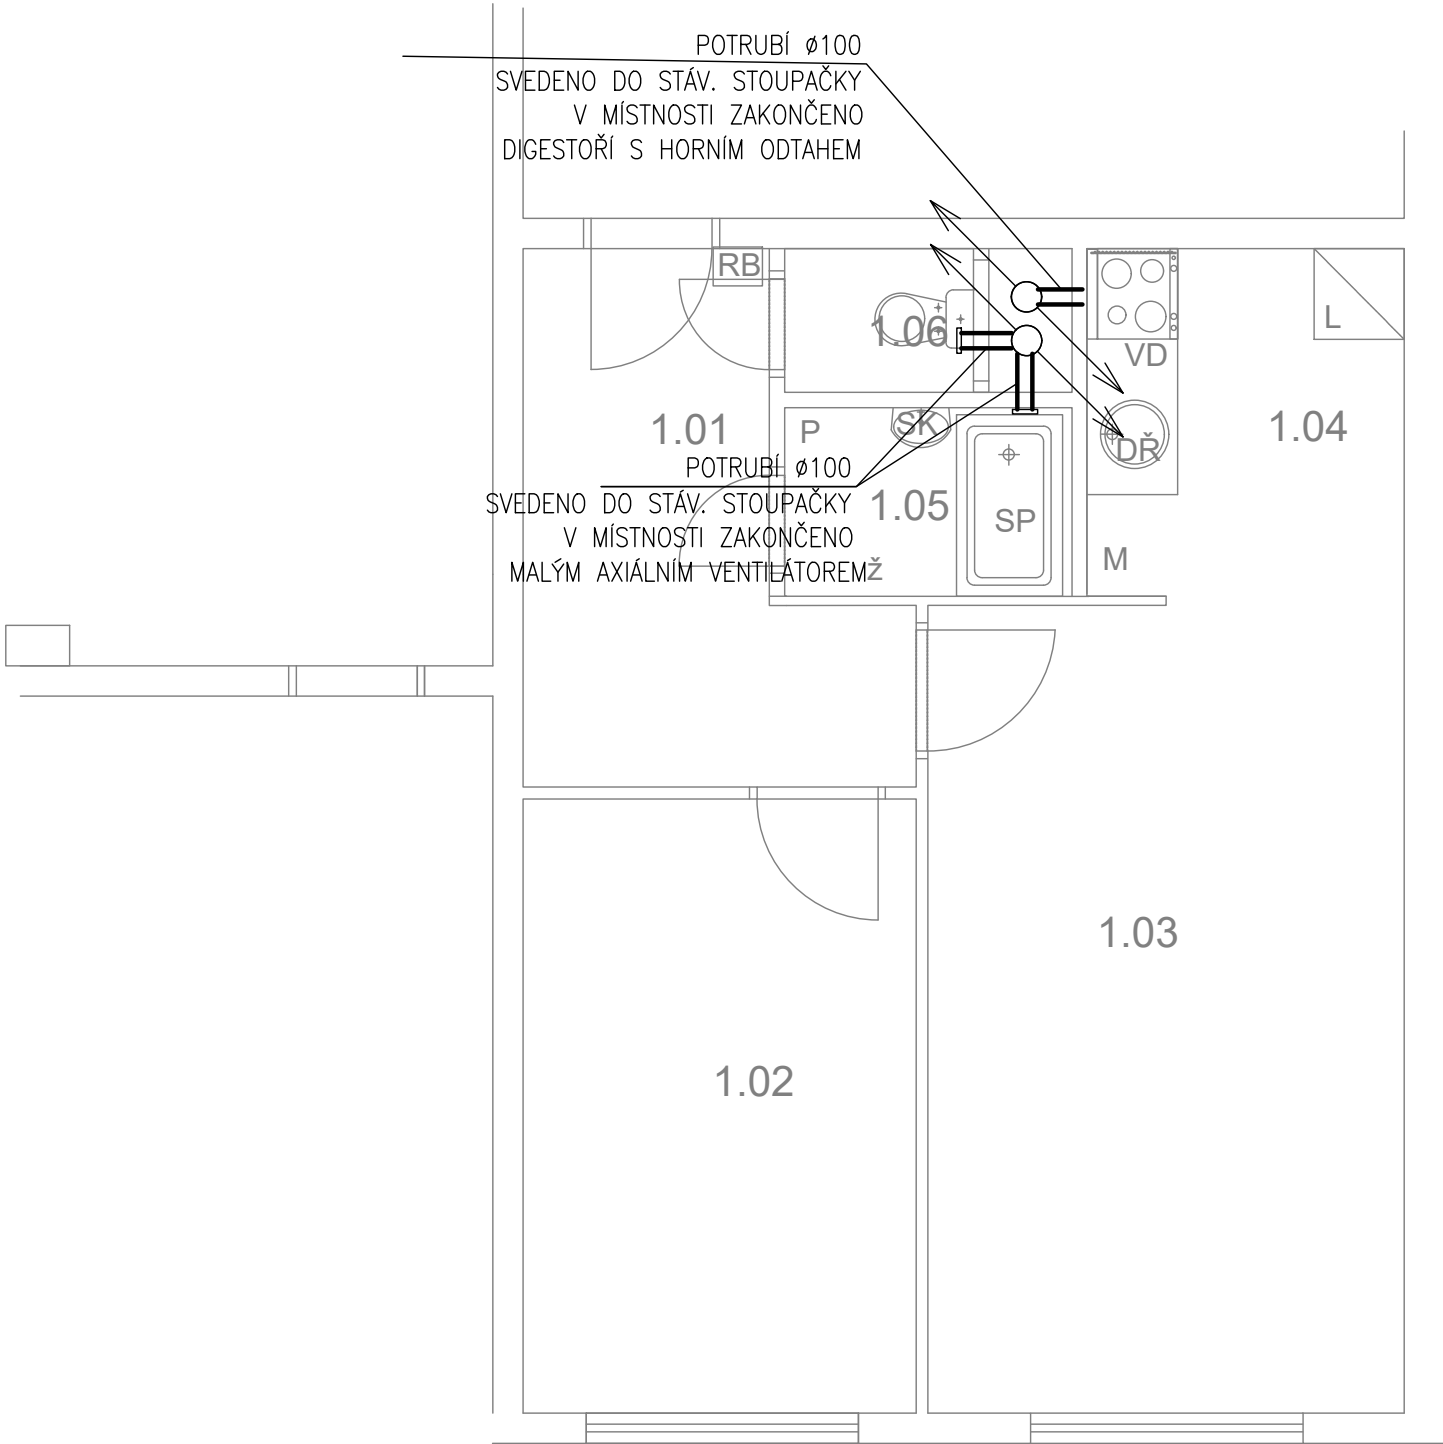 POTRUBÍ ø100
SVEDENO DO STÁV. STOUPAČKY
V MÍSTNOSTI ZAKONČENO
DIGESTOŘÍ S HORNÍM ODTAHEM
RB
L
1.06
VD
1.01
P
SK
1.04
DŘ
POTRUBÍ ø100
SVEDENO DO STÁV. STOUPAČKY
V MÍSTNOSTI ZAKONČENO
MALÝM AXIÁLNÍM VENTILÁTOREM
1.05
SP
M
Ž
1.03
1.02